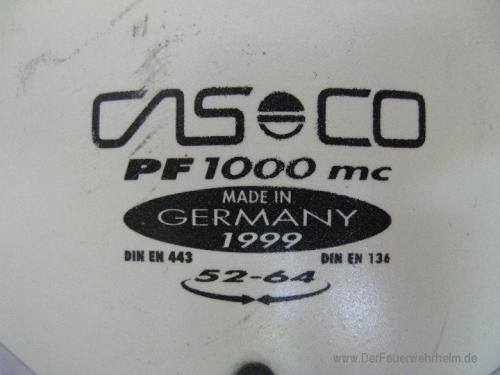 CASCO
PF 1000 mc
MADE IN
GERMANY
1999
DIN EN 443 DIN EN 136
52-64
www.DerFeuerwehrhelm.de